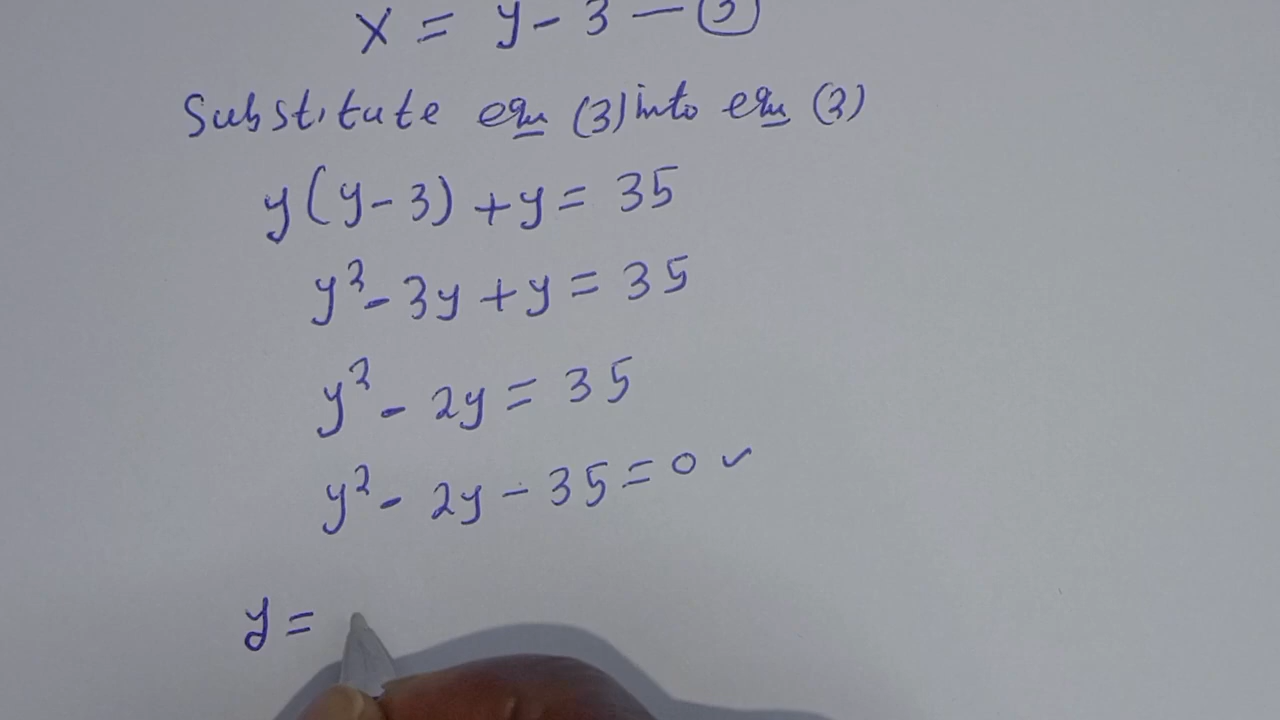 x = y - 3 — ③
Substitute eqn (3) into eqn (2)
y(y-3) + y = 35
y² - 3y + y = 35
y² - 2y = 35
y² - 2y - 35 = 0 ✓
y =